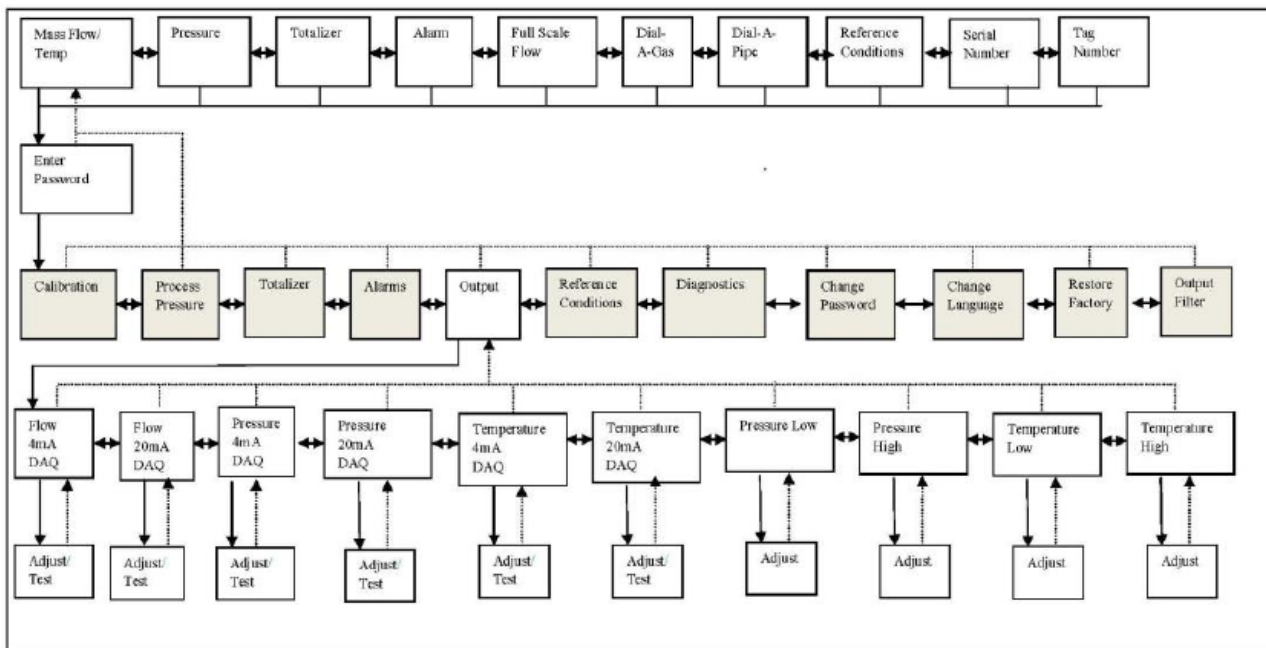 Mass Flow/
Temp
Pressure
Totalizer
Alarm
Full Scale
Flow
Dial-
A-Gas
Dial-A-
Pipe
Reference
Conditions
Serial
Number
Tag
Number
Enter
Password
Calibration
Process
Pressure
Totalizer
Alarms
Output
Reference
Conditions
Diagnostics
Change
Password
Change
Language
Restore
Factory
Output
Filter
Flow
4mA
DAQ
Flow
20mA
DAQ
Pressure
4mA
DAQ
Pressure
20mA
DAQ
Temperature
4mA
DAQ
Temperature
20mA
DAQ
Pressure Low
Pressure
High
Temperature
Low
Temperature
High
Adjust/
Test
Adjust/
Test
Adjust/
Test
Adjust/
Test
Adjust/
Test
Adjust/
Test
Adjust
Adjust
Adjust
Adjust